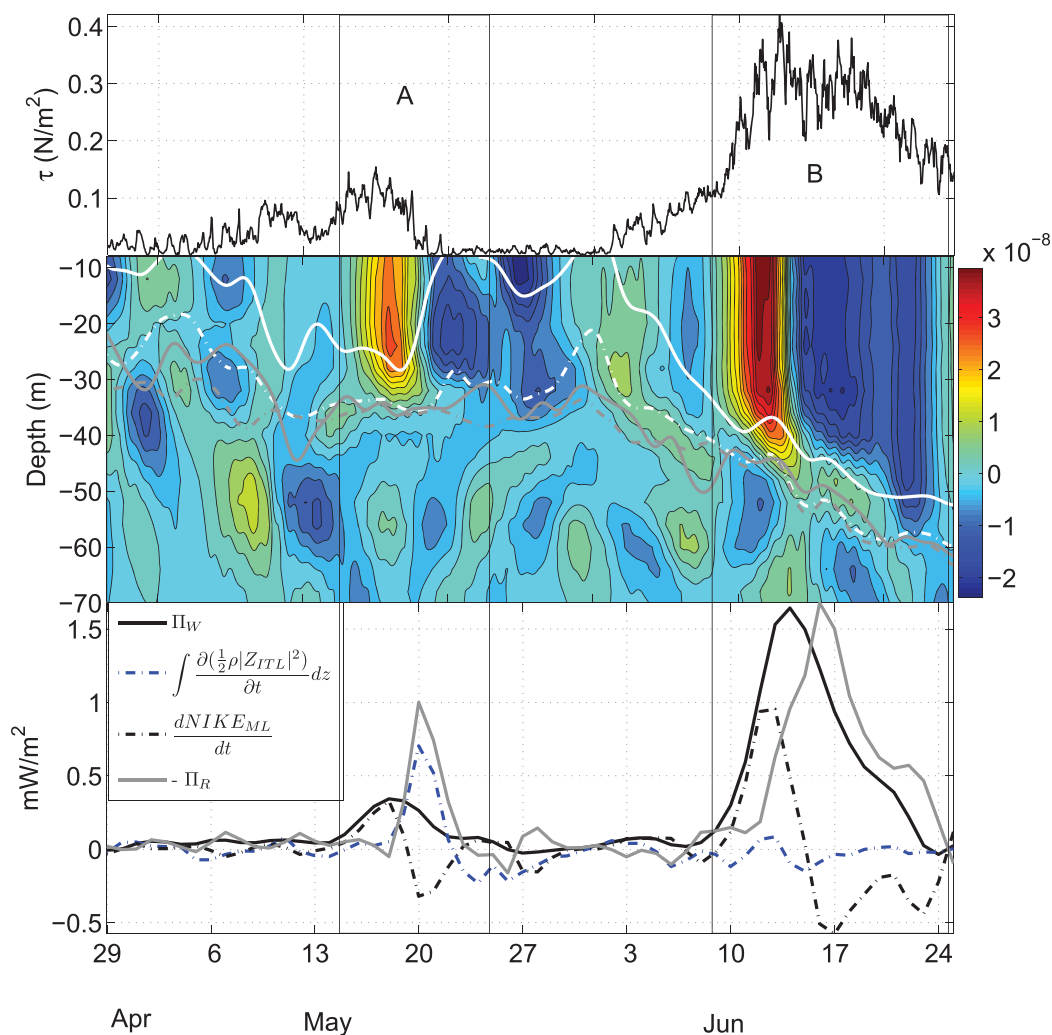 0.4
0.3
0.2
0.1
τ (N/m²)
A
B
x 10⁻⁸
−10
−20
−30
−40
−50
−60
−70
Depth (m)
3
2
1
0
−1
−2
Π_W
∫ ∂(½ρ|Z_ITL|²)/∂t dz
dNIKE_ML/dt
- Π_R
1.5
1
0.5
0
−0.5
mW/m²
29 6 13 20 27 3 10 17 24
Apr May Jun